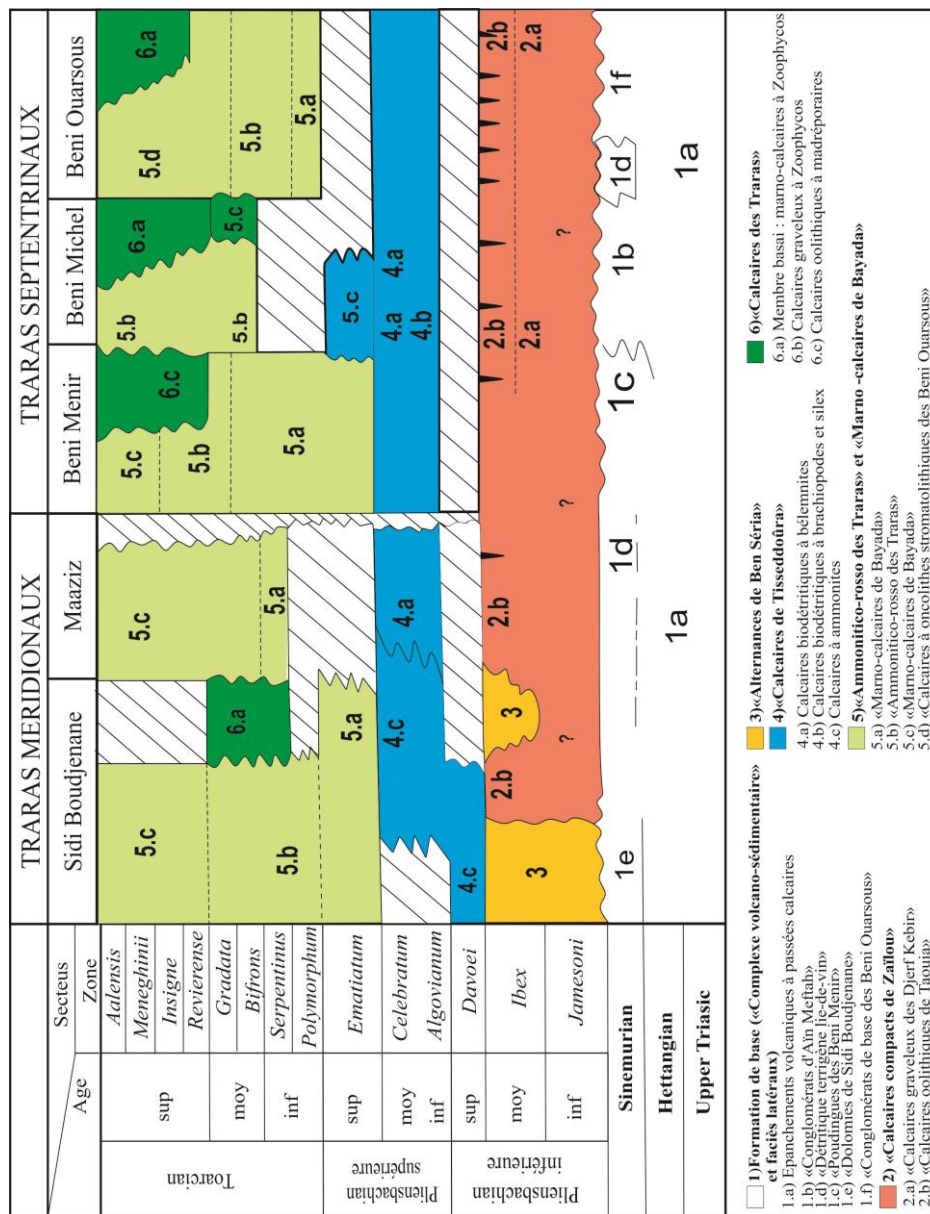 TRARAS MERIDIONAUX
TRARAS SEPTENTRINAUX
Secteus
Age
Zone
Sidi Boudjenane
Maaziz
Beni Menir
Beni Michel
Beni Ouarsous
Toarcian
sup
moy
inf
Aalensis
Meneghinii
Insigne
Revierense
Gradata
Bifrons
Serpentinus
Polymorphum
Pliensbachian
supérieure
sup
moy
inf
Ematiatum
Celebratum
Algovianum
Pliensbachian
inférieure
sup
moy
inf
Davoei
Ibex
Jamesoni
Sinemurian
Hettangian
Upper Triasic
5.c
5.c
5.c
6.c
5.b
6.a
5.d
6.a
6.a
5.b
5.b
5.c
5.b
5.b
5.a
5.a
5.a
5.a
5.c
4.c
4.a
4.a
4.a
4.b
4.c
3
2.b
3
2.b
2.b
2.a
2.b
2.a
?
?
?
1e
1d
1c
1b
1d
1f
1a
1a
1)Formation de base («Complexe volcano-sédimentaire»
et faciès latéraux)
1.a) Epanchements volcaniques à passées calcaires
1.b) «Conglomérats d'Aïn Meftah»
1.d) «Détritique terrigène lie-de-vin»
1.c) «Poudingues des Beni Menir»
1.e) «Dolomies de Sidi Boudjenane»
1.f) «Conglomérats de base des Beni Ouarsous»
2) «Calcaires compacts de Zaïlou»
2.a) «Calcaires graveleux des Djerf Kebir»
2.b) «Calcaires oolithiques de Taouia»
3)«Alternances de Ben Séria»
4)«Calcaires de Tisseddoûra»
4.a) Calcaires biodétritiques à bélemnites
4.b) Calcaires biodétritiques à brachiopodes et silex
4.c) Calcaires à ammonites
5)«Ammonitico-rosso des Traras» et «Marno -calcaires de Bayada»
5.a) «Marno-calcaires de Bayada»
5.b) «Ammonitico-rosso des Traras»
5.c) «Marno-calcaires de Bayada»
5.d) «Calcaires à oncolithes stromatolithiques des Beni Ouarsous»
6)«Calcaires des Traras»
6.a) Membre basai : marno-calcaires à Zoophycos
6.b) Calcaires graveleux à Zoophycos
6.c) Calcaires oolithiques à madréporaires